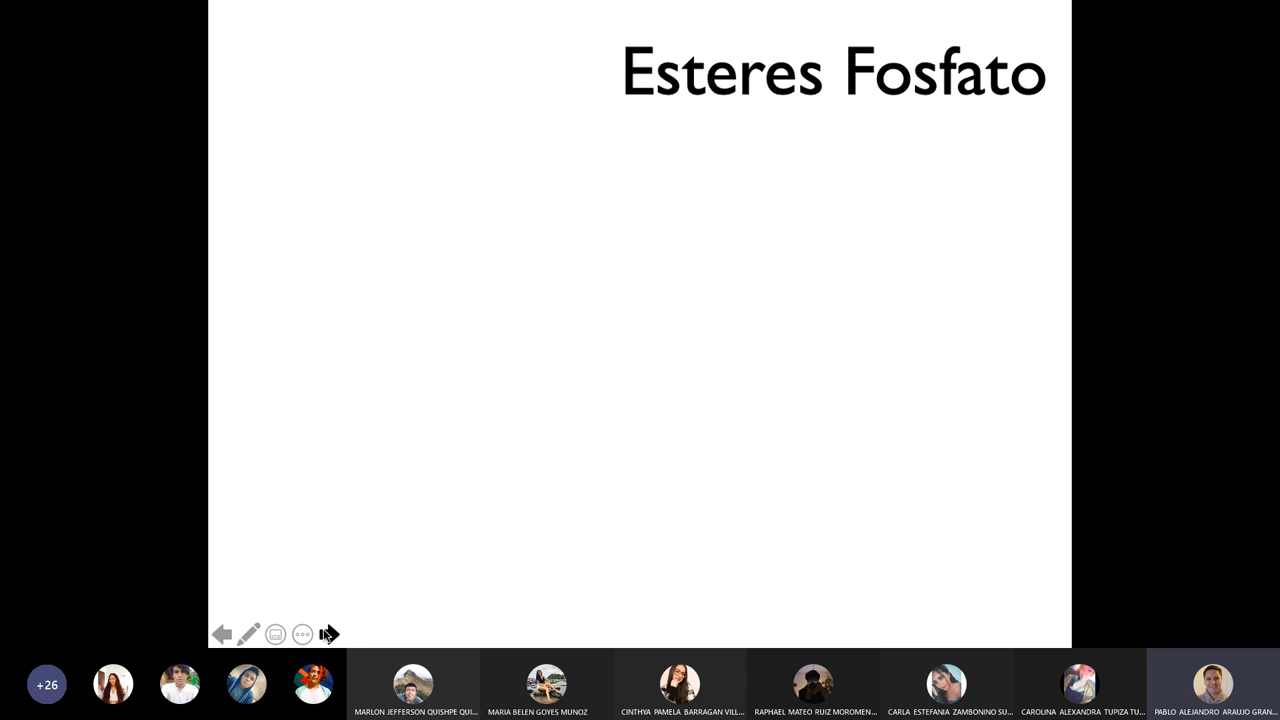 Esteres Fosfato
+26
MARLON JEFFERSON QUISHPE QUI...
MARIA BELEN GOYES MUNOZ
CINTHYA PAMELA BARRAGAN VILL...
RAPHAEL MATEO RUIZ MOROMEN...
CARLA ESTEFANIA ZAMBONINO SU...
CAROLINA ALEXANDRA TUPIZA TU...
PABLO ALEJANDRO ARAUJO GRAN...